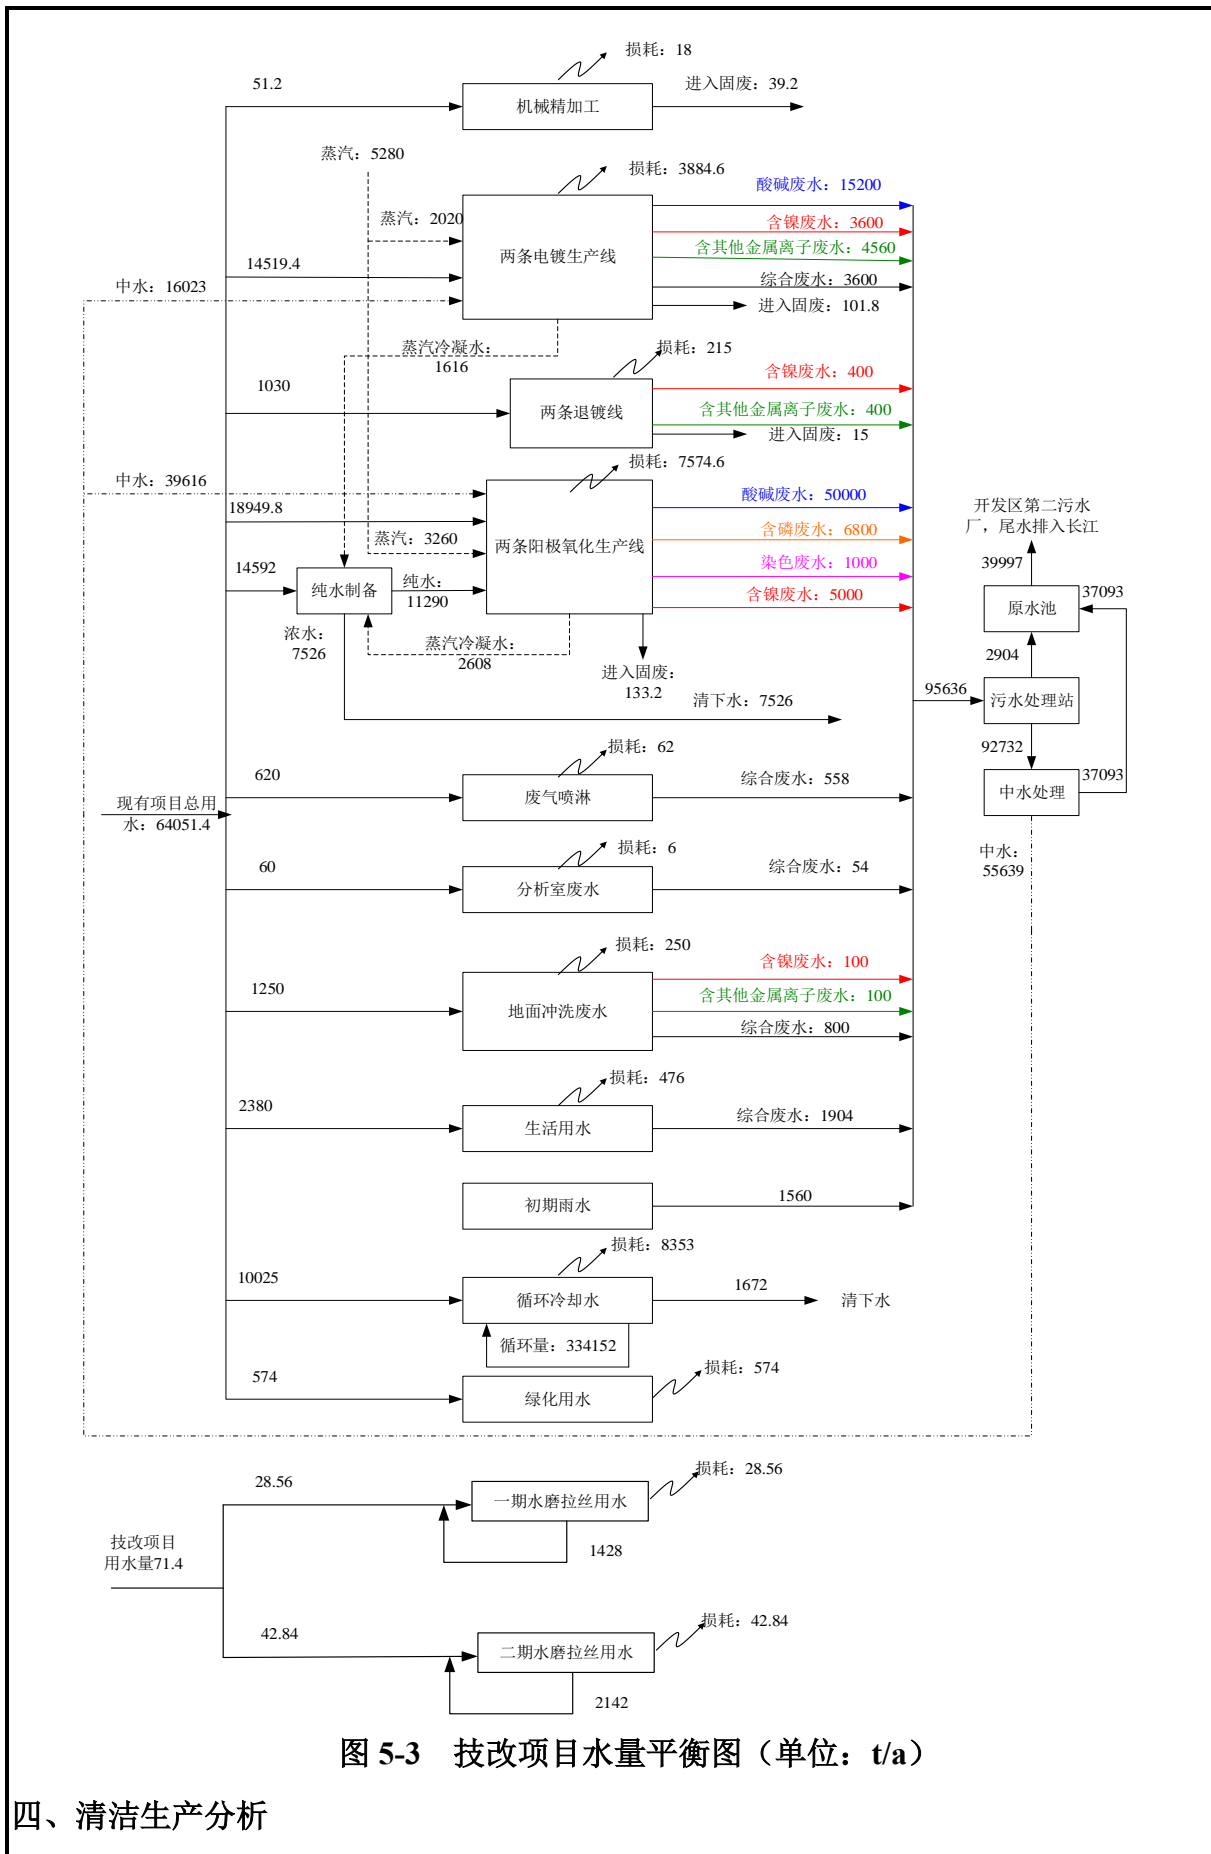 损耗：18
51.2
机械精加工
进入固废：39.2
蒸汽：5280
损耗：3884.6
酸碱废水：15200
蒸汽：2020
含镍废水：3600
两条电镀生产线
含其他金属离子废水：4560
14519.4
综合废水：3600
中水：16023
进入固废：
101.8
蒸汽冷凝水：
1616
损耗：215
1030
含镍废水：400
两条退镀线
含其他金属离子废水：400
进入固废：15
损耗：7574.6
中水：39616
18949.8
酸碱废水：50000
蒸汽：3260
两条阳极氧化生产线
含磷废水：6800
14592
纯水制备
纯水：
11290
染色废水：1000
含镍废水：5000
浓水：
7526
蒸汽冷凝水：
2608
进入固废：
133.2
清下水：7526
开发区第二污水
厂，尾水排入长江
39997
原水池
37093
2904
95636
污水处理站
92732
中水处理
37093
中水：
55639
现有项目总用
水：64051.4
620
损耗：62
废气喷淋
综合废水：558
60
损耗：6
分析室废水
综合废水：54
1250
损耗：250
地面冲洗废水
含镍废水：100
含其他金属离子废水：100
综合废水：800
2380
损耗：476
生活用水
综合废水：1904
初期雨水
1560
10025
损耗：8353
循环冷却水
1672
清下水
循环量：334152
574
绿化用水
损耗：574
28.56
一期水磨拉丝用水
损耗：28.56
1428
技改项目
用水量71.4
42.84
二期水磨拉丝用水
损耗：42.84
2142
图 5-3 技改项目水量平衡图（单位：t/a）
四、清洁生产分析